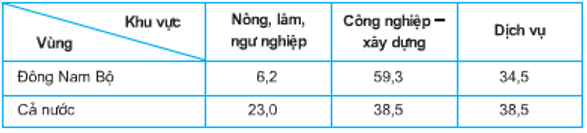 Khu vực
Vùng
Nông, lâm,
ngư nghiệp
Công nghiệp –
xây dựng
Dịch vụ
Đông Nam Bộ 6,2 59,3 34,5
Cả nước 23,0 38,5 38,5